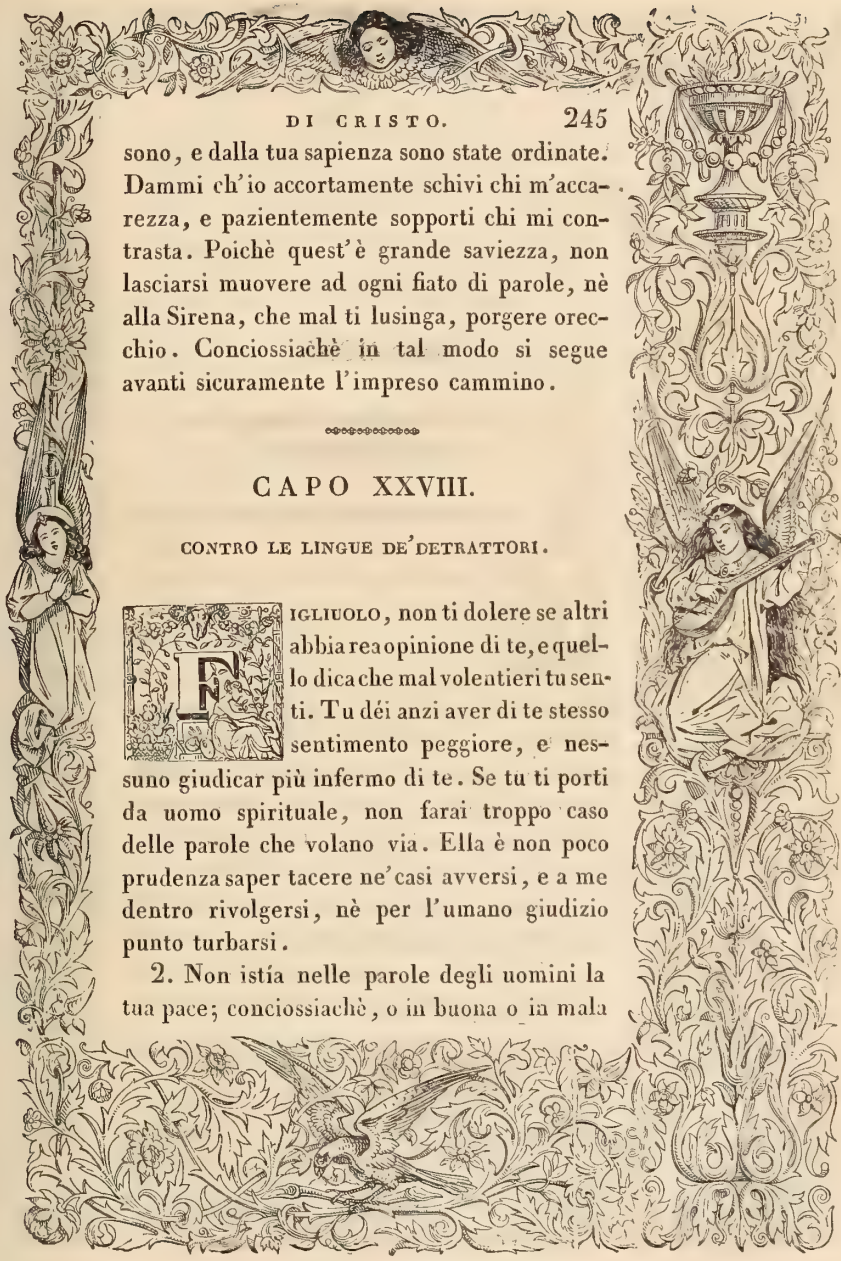 DI CRISTO. 245
sono, e dalla tua sapienza sono state ordinate.
Dammi ch'io accortamente schivi chi m'acca-
rezza, e pazientemente sopporti chi mi con-
trasta. Poichè quest'è grande saviezza, non
lasciarsi muovere ad ogni fiato di parole, nè
alla Sirena, che mal ti lusinga, porgere orec-
chio. Conciossiachè in tal modo si segue
avanti sicuramente l'impreso cammino.
CAPO XXVIII.
CONTRO LE LINGUE DE'DETRATTORI.
FIGLIUOLO, non ti dolere se altri
abbia rea opinione di te, e quel-
lo dica che mal volentieri tu sen-
ti. Tu déi anzi aver di te stesso
sentimento peggiore, e nes-
suno giudicar più infermo di te. Se tu ti porti
da uomo spirituale, non farai troppo caso
delle parole che volano via. Ella è non poco
prudenza saper tacere ne'casi avversi, e a me
dentro rivolgersi, nè per l'umano giudizio
punto turbarsi.
2. Non istía nelle parole degli uomini la
tua pace; conciossiachè, o in buona o in mala